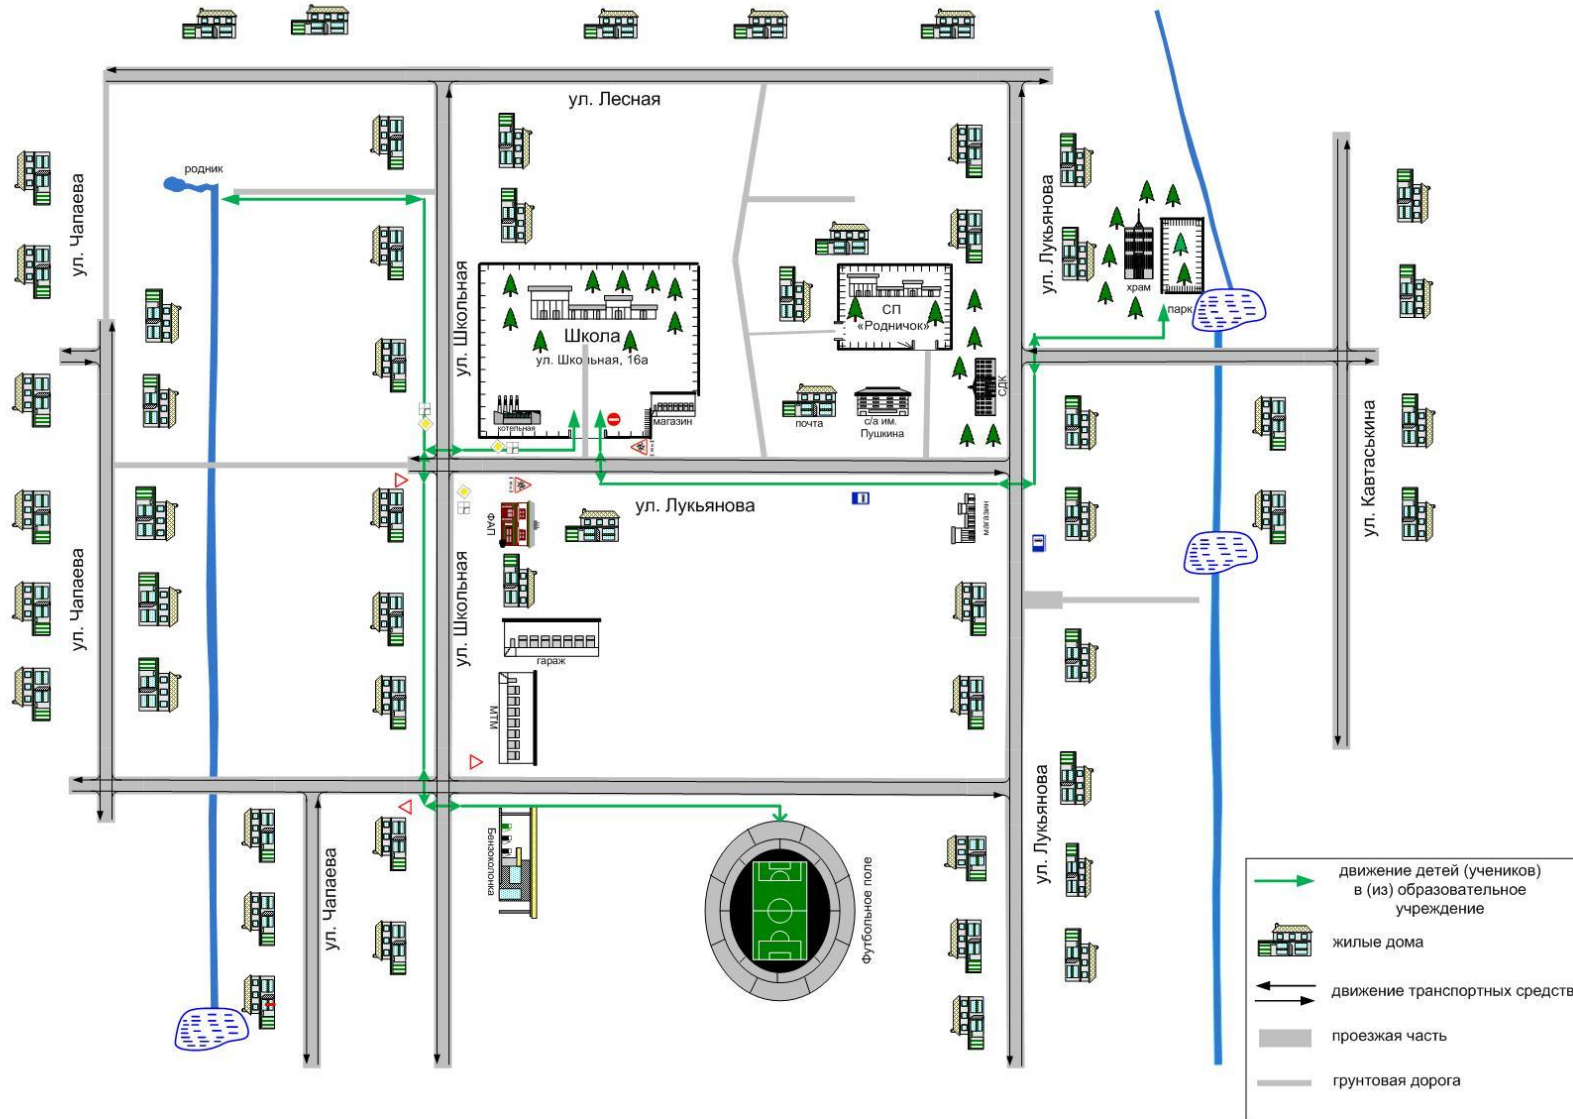 ул. Лесная
родник
ул. Чапаева
ул. Школьная
ул. Лукьянова
храм
парк
Школа
ул. Школьная, 16а
СП
«Родничок»
СДК
котельная
магазин
почта
с/а им.
Пушкина
ул. Кавтаськина
ул. Лукьянова
магазин
ФАП
ул. Чапаева
ул. Школьная
гараж
МТМ
ул. Лукьянова
ул. Чапаева
Бензоколонка
Футбольное поле
движение детей (учеников)
в (из) образовательное
учреждение
жилые дома
движение транспортных средств
проезжая часть
грунтовая дорога